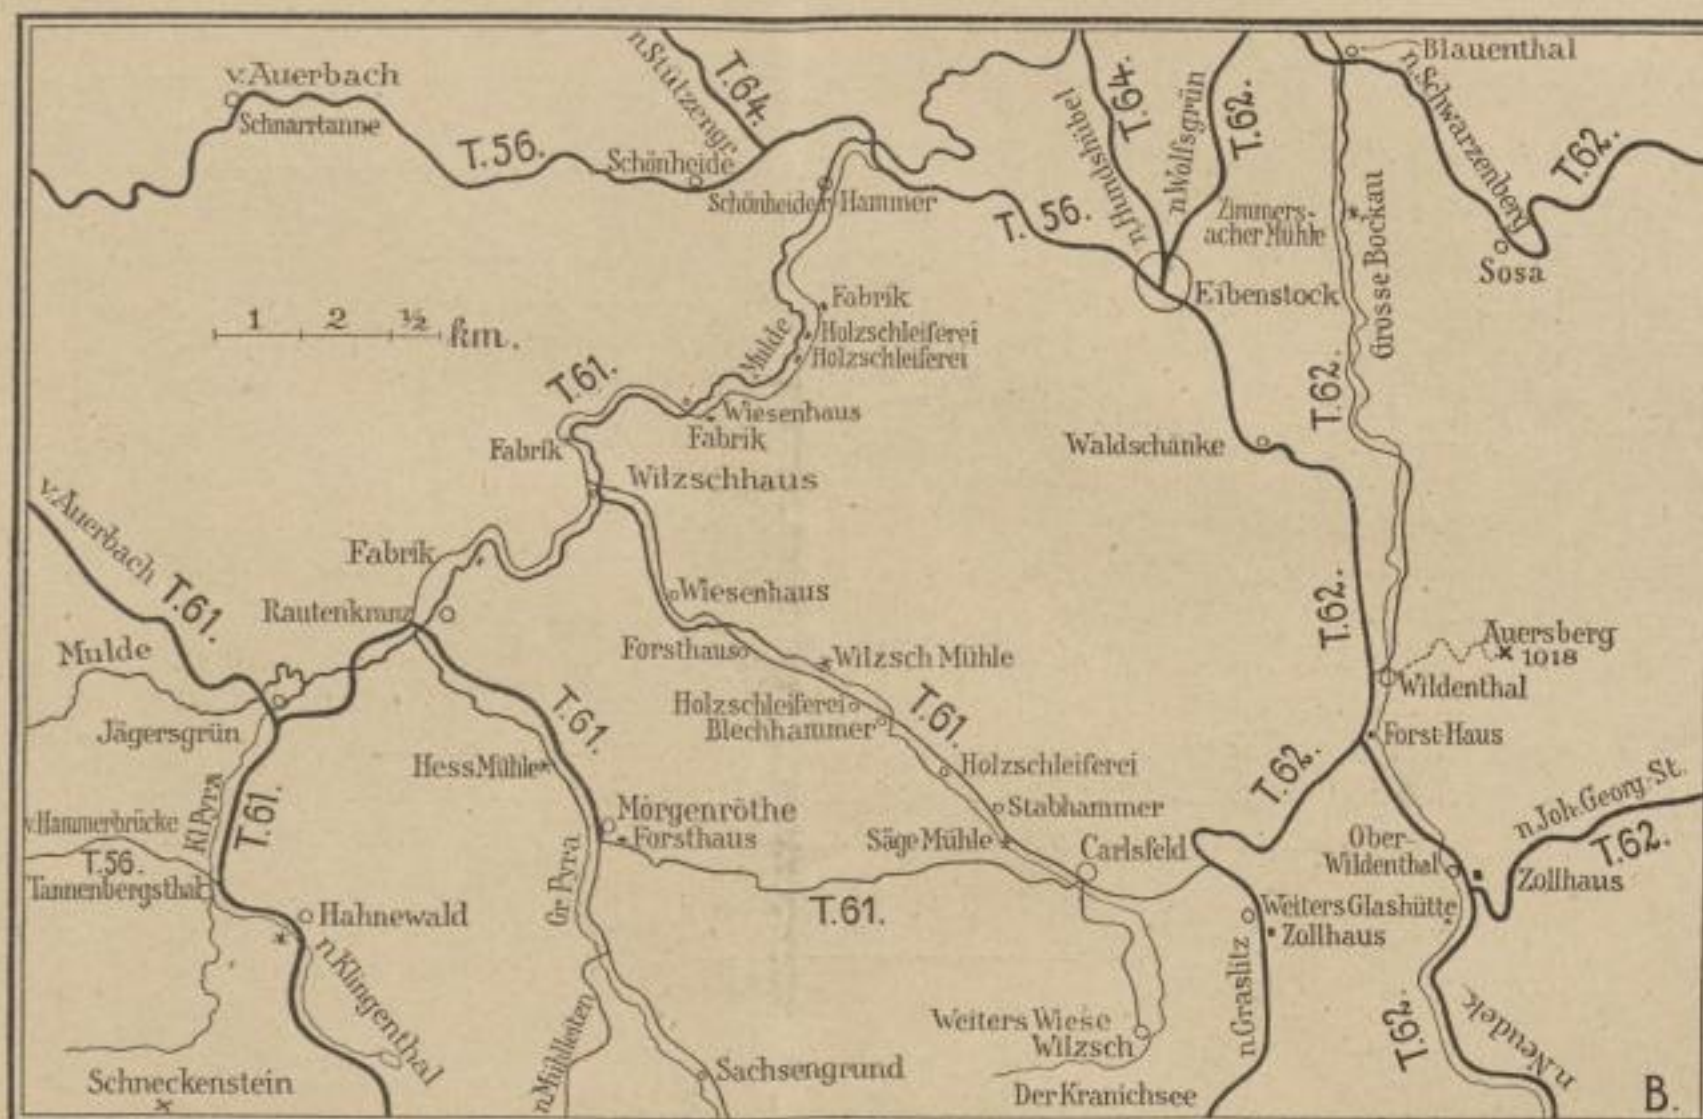 v. Auerbach
Schnarrtanne
T.56.
n. Stützengr.
T.64.
Schönheide
Schönheider Hammer
T. 56.
n. Hundshübel
T.64.
n. Wolfsgrün
T.62.
Blauenthal
n. Schwarzenberg
T.62.
Sosa
Zimmers-
acher Mühle
Grosse Bockau
Eibenstock
1 2 ½ km.
Fabrik
Holzschleiferei
Holzschleiferei
Mulde
T.61.
Wiesenhaus
Fabrik
Fabrik
Wilzschhaus
T.62.
Waldschänke
v. Auerbach T.61.
Fabrik
Rautenkranz
Wiesenhaus
Forsthaus
Wilzsch Mühle
T.62.
Auersberg
1018
Wildenthal
Mulde
Jägersgrün
T.61.
Holzschleiferei
Blechhammer
T.61.
Forst-Haus
Hess Mühle
Holzschleiferei
T.62.
n. Joh. Georg-St.
T.62.
Kl. Pyra
T.61.
Morgenröthe
Forsthaus
Stabhammer
Säge Mühle
Carlsfeld
Ober-
Wildenthal
Zollhaus
v. Hammerbrücke
T.56.
Tannenbergsthal
Gr. Pyra
T.61.
Hahnewald
Weiters Glashütte
Zollhaus
n. Klingenthal
n. Graslitz
n. Mühlleiten
Weiters Wiese
Wilzsch
T.62.
n. Neudek
Schneckenstein
Sachsengrund
Der Kranichsee
B.